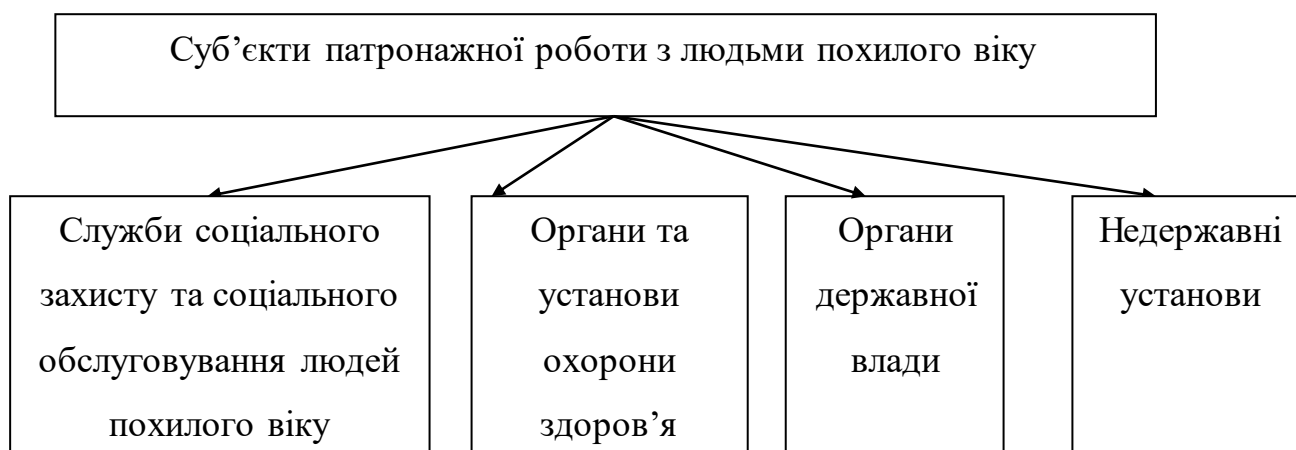 Суб’єкти патронажної роботи з людьми похилого віку
Служби соціального
захисту та соціального
обслуговування людей
похилого віку
Органи та
установи
охорони
здоров’я
Органи
державної
влади
Недержавні
установи